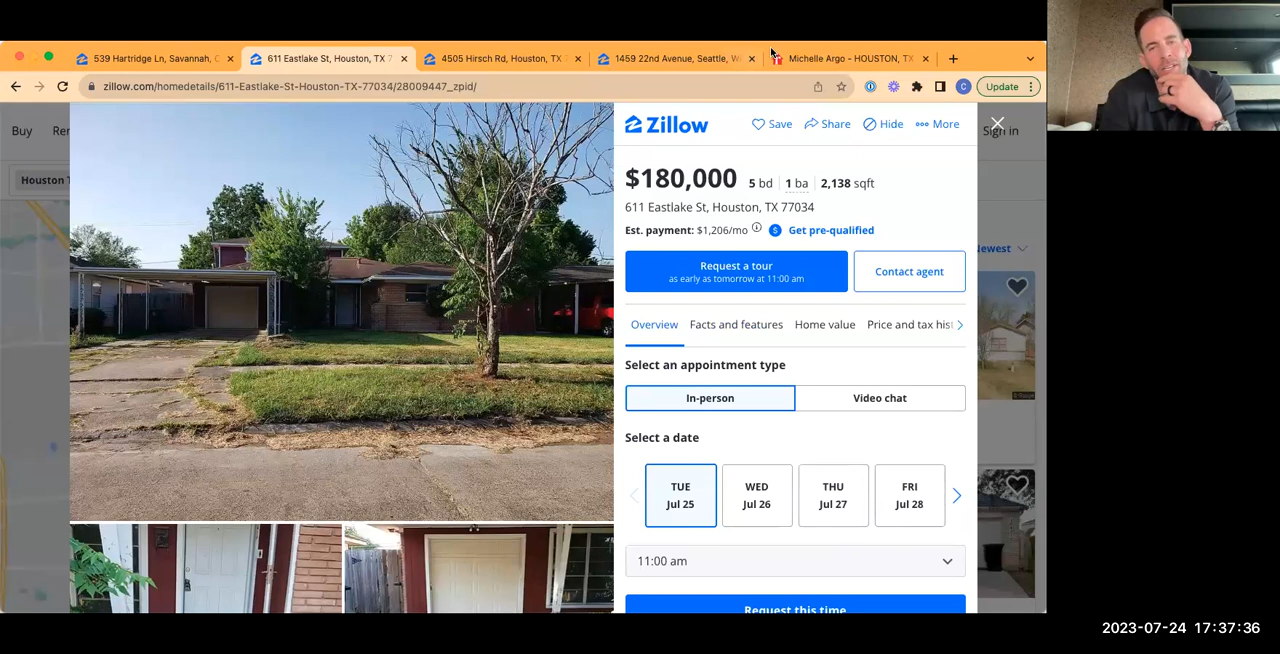 539 Hartridge Ln, Savannah, G
611 Eastlake St, Houston, TX 7
4505 Hirsch Rd, Houston, TX 7
1459 22nd Avenue, Seattle, W
Michelle Argo - HOUSTON, TX
zillow.com/homedetails/611-Eastlake-St-Houston-TX-77034/28009447_zpid/
C
Update
Buy
Ren
Sign in
Houston T
Newest
Zillow
Save
Share
Hide
More
$180,000 5 bd 1 ba 2,138 sqft
611 Eastlake St, Houston, TX 77034
Est. payment: $1,206/mo $ Get pre-qualified
Request a tour
as early as tomorrow at 11:00 am
Contact agent
Overview Facts and features Home value Price and tax hist
Select an appointment type
In-person
Video chat
Select a date
TUE
Jul 25
WED
Jul 26
THU
Jul 27
FRI
Jul 28
11:00 am
Request this time
2023-07-24 17:37:36